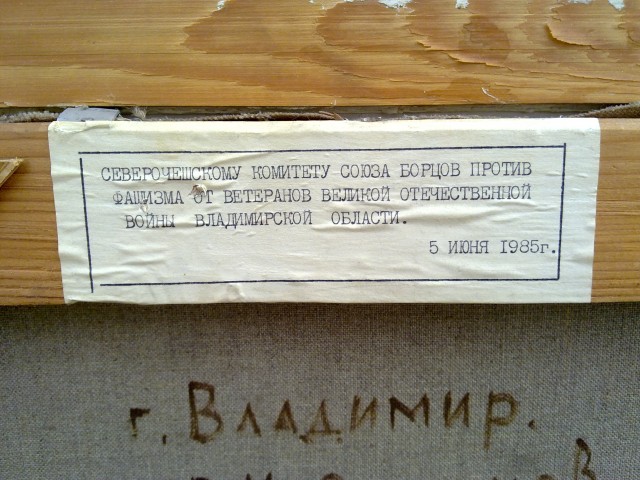 СЕВЕРОЧЕШСКОМУ КОМИТЕТУ СОЮЗА БОРЦОВ ПРОТИВ
ФАШИЗМА ОТ ВЕТЕРАНОВ ВЕЛИКОЙ ОТЕЧЕСТВЕННОЙ
ВОЙНЫ ВЛАДИМИРСКОЙ ОБЛАСТИ.
5 ИЮНЯ 1985г.
г. Владимир.